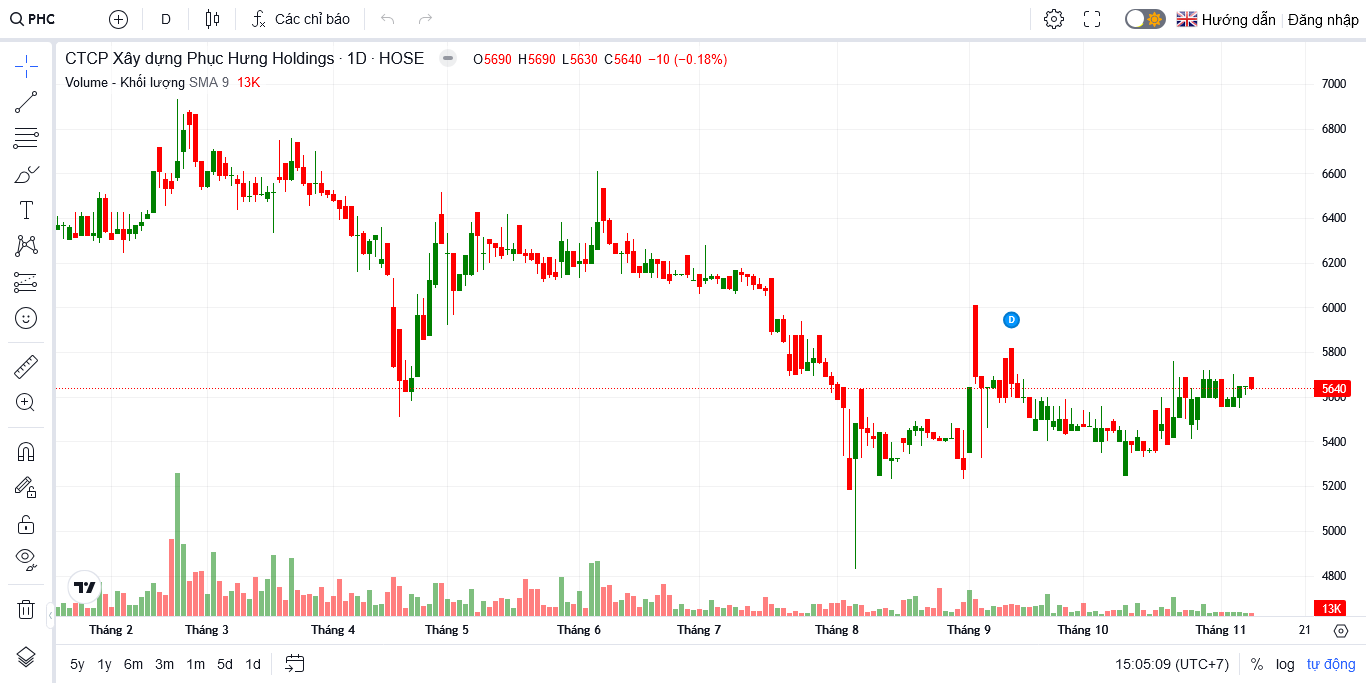 PHC D Các chỉ báo Hướng dẫn Đăng nhập
CTCP Xây dựng Phục Hưng Holdings · 1D · HOSE O5690 H5690 L5630 C5640 −10 (−0.18%)
Volume - Khối lượng SMA 9 13K
7000
6800
6600
6400
6200
6000
D
5800
5640
5600
5400
5200
5000
4800
13K
Tháng 2 Tháng 3 Tháng 4 Tháng 5 Tháng 6 Tháng 7 Tháng 8 Tháng 9 Tháng 10 Tháng 11 21
5y 1y 6m 3m 1m 5d 1d 15:05:09 (UTC+7) % log tự động